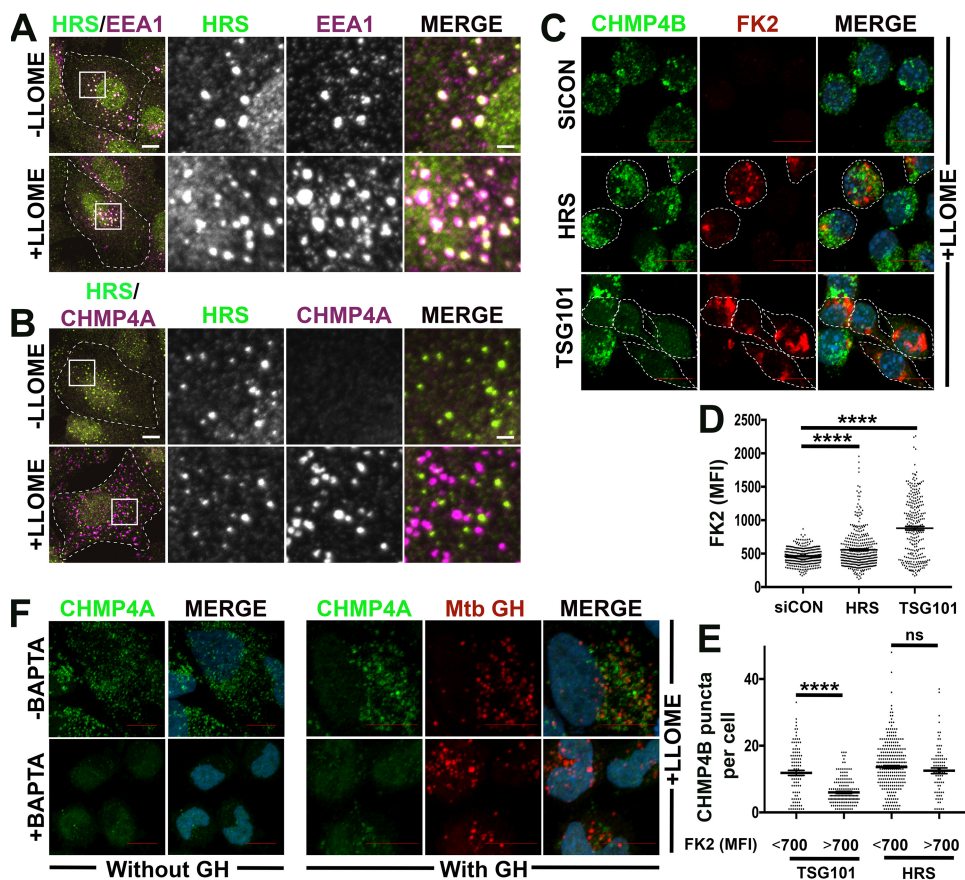 A
HRS/EEA1 HRS EEA1 MERGE
-LLOME
+LLOME
B
HRS/
CHMP4A HRS CHMP4A MERGE
-LLOME
+LLOME
C
CHMP4B FK2 MERGE
SiCON
HRS
TSG101
+LLOME
D
FK2 (MFI)
2500
2000
1500
1000
500
0
siCON HRS TSG101
****
****
E
CHMP4B puncta
per cell
60
40
20
0
****
ns
FK2 (MFI) <700 >700 <700 >700
TSG101 HRS
F
CHMP4A MERGE CHMP4A Mtb GH MERGE
-BAPTA
+BAPTA
+LLOME
Without GH With GH